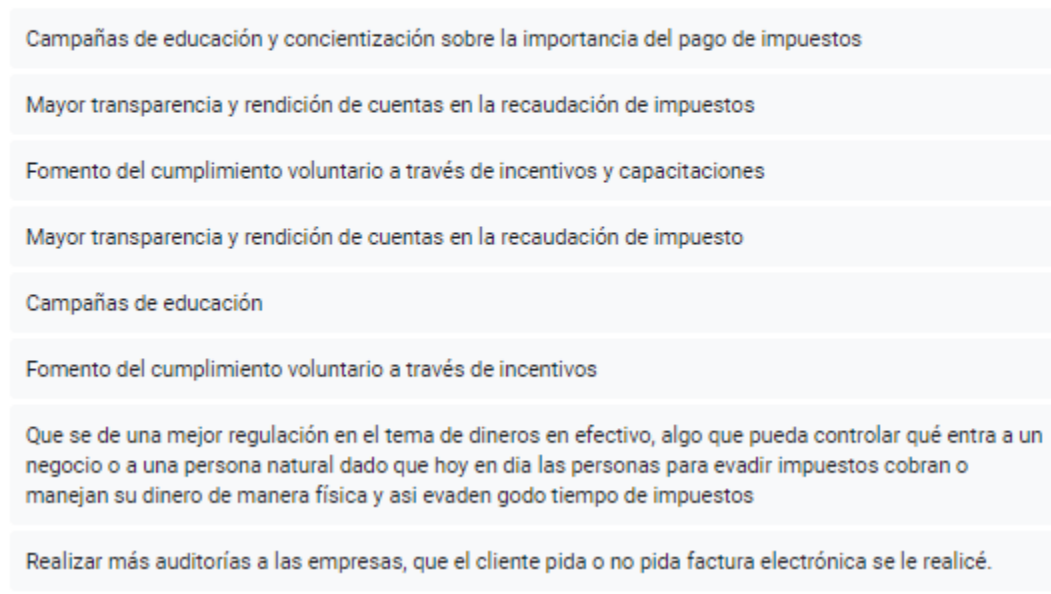 Campañas de educación y concientización sobre la importancia del pago de impuestos
Mayor transparencia y rendición de cuentas en la recaudación de impuestos
Fomento del cumplimiento voluntario a través de incentivos y capacitaciones
Mayor transparencia y rendición de cuentas en la recaudación de impuesto
Campañas de educación
Fomento del cumplimiento voluntario a través de incentivos
Que se de una mejor regulación en el tema de dineros en efectivo, algo que pueda controlar qué entra a un
negocio o a una persona natural dado que hoy en dia las personas para evadir impuestos cobran o
manejan su dinero de manera física y asi evaden godo tiempo de impuestos
Realizar más auditorías a las empresas, que el cliente pida o no pida factura electrónica se le realicé.